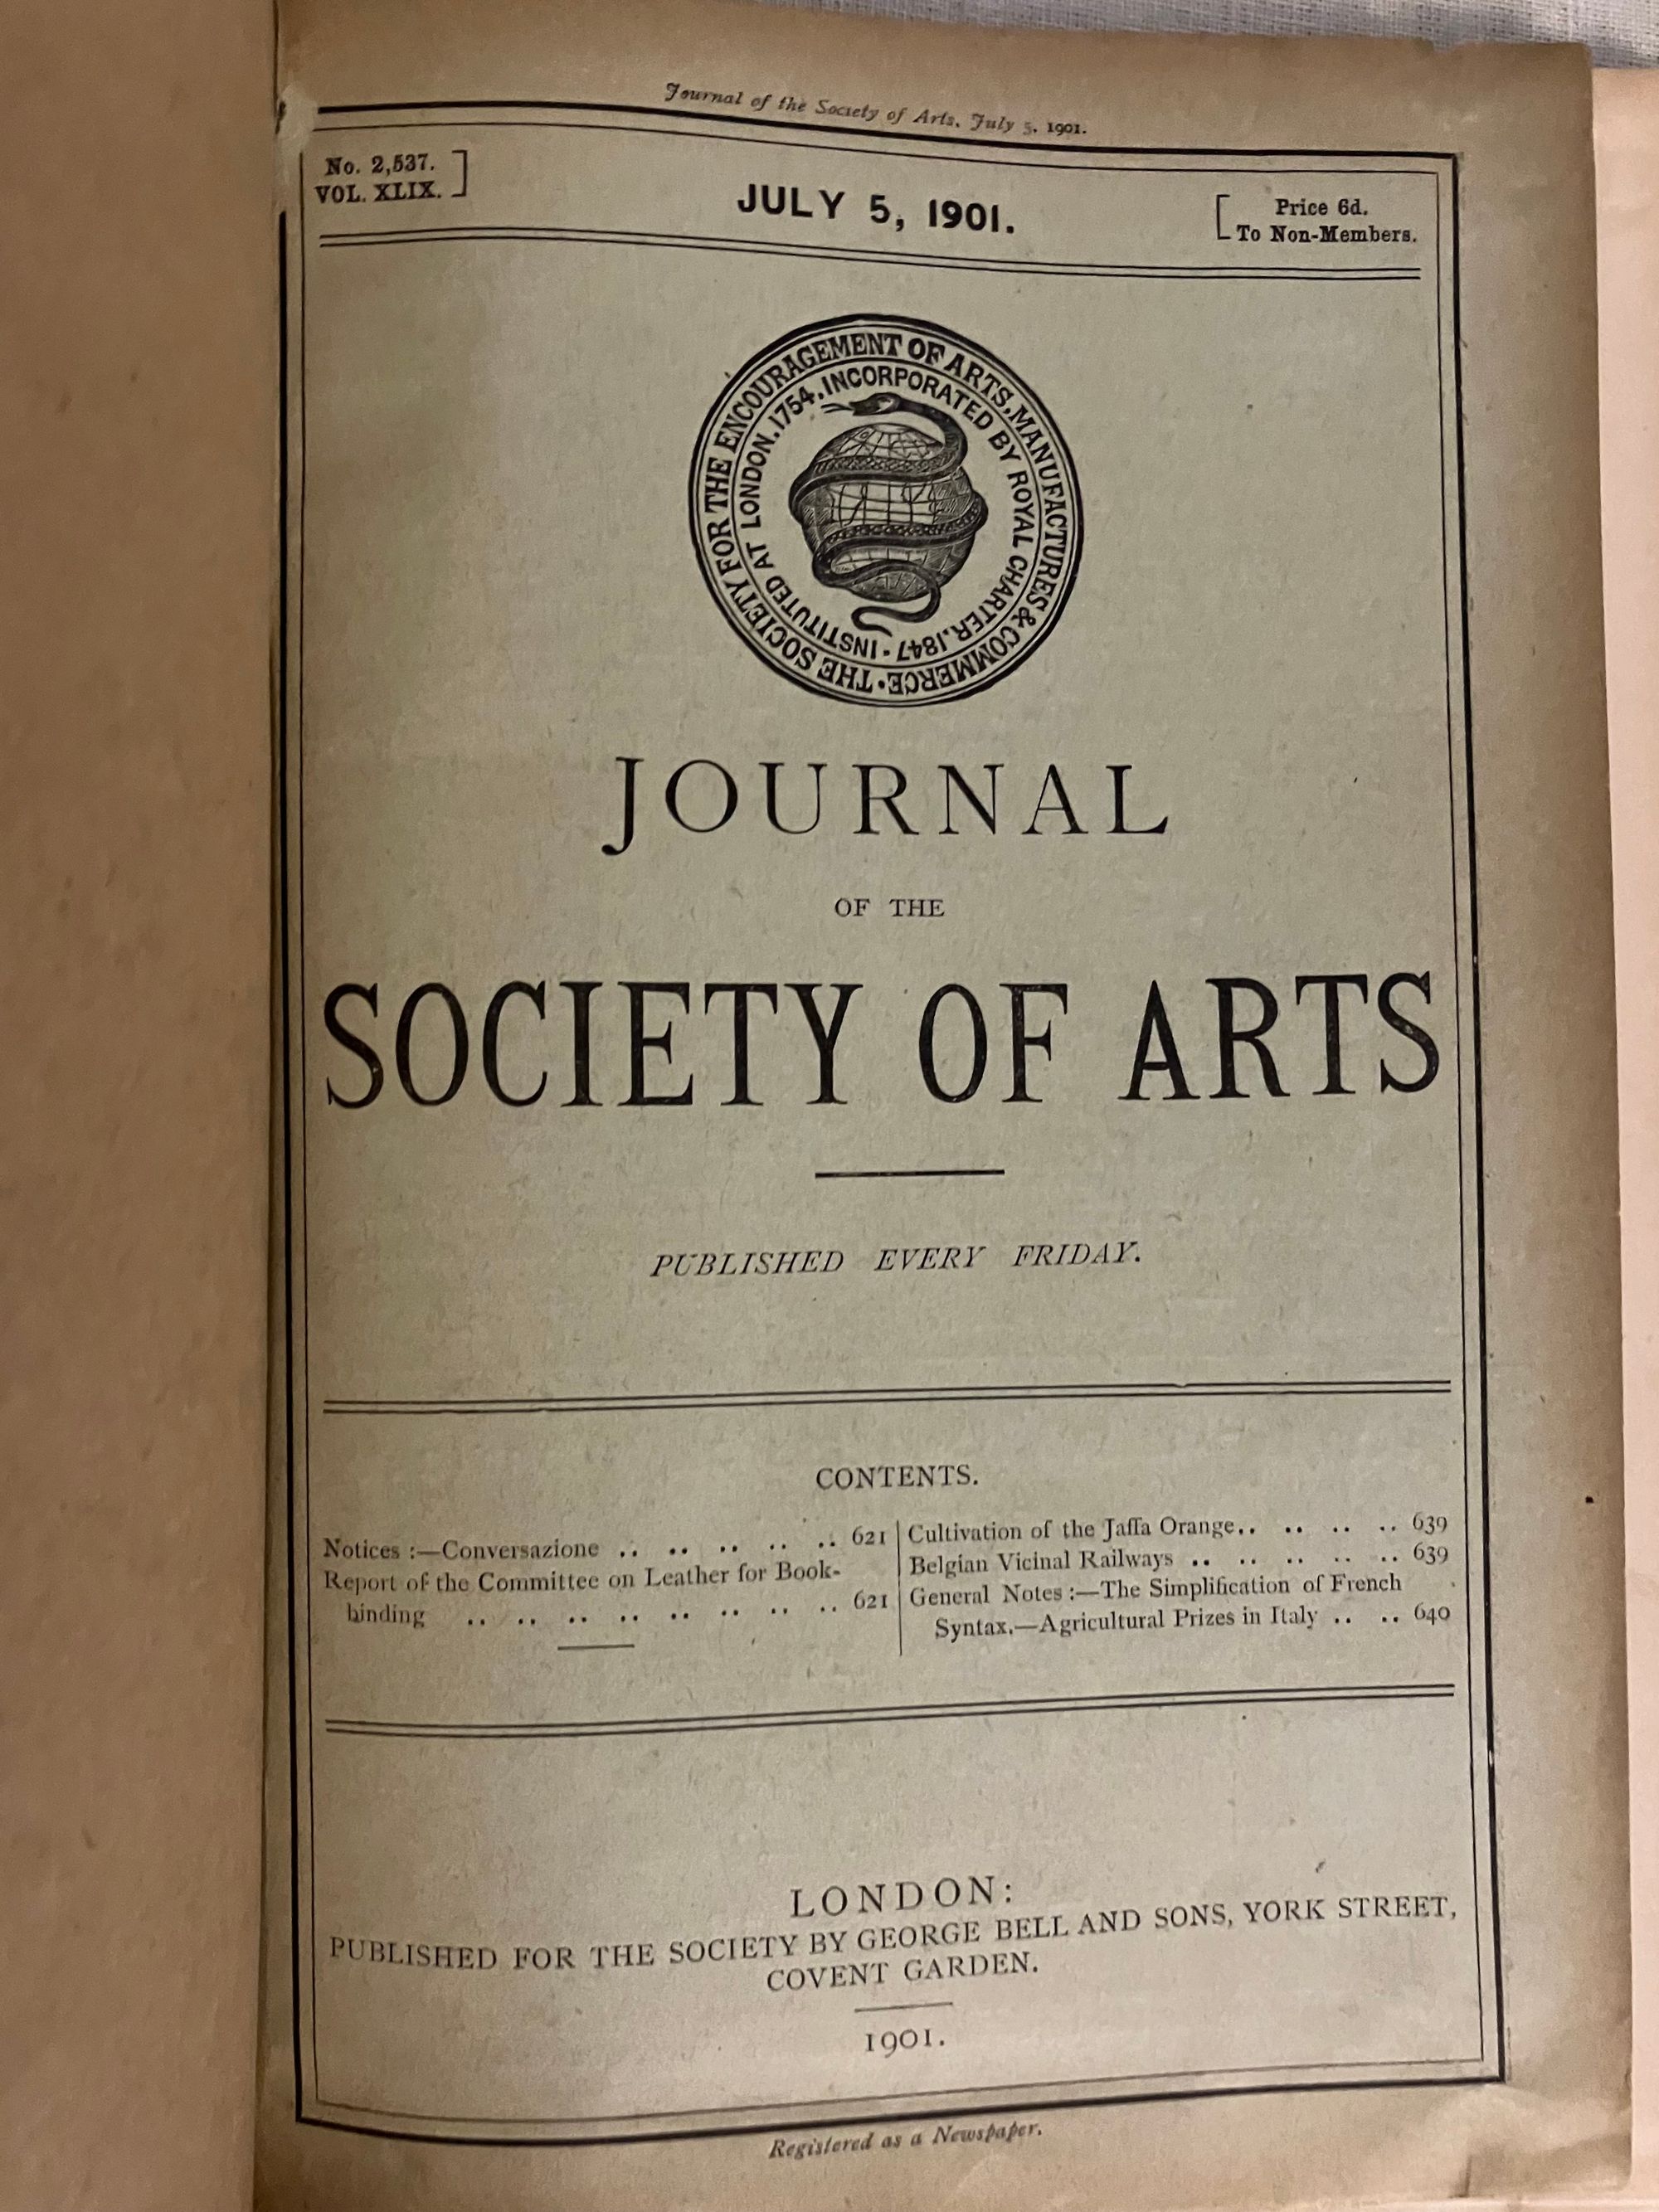 Journal of the Society of Arts, July 5, 1901.
No. 2,537.
VOL. XLIX.
JULY 5, 1901.
Price 6d.
To Non-Members.
THE SOCIETY FOR THE ENCOURAGEMENT OF ARTS, MANUFACTURES & COMMERCE •
INSTITUTED AT LONDON. 1754. INCORPORATED BY ROYAL CHARTER. 1847 •
JOURNAL
OF THE
SOCIETY OF ARTS
PUBLISHED EVERY FRIDAY.
CONTENTS.
Notices :—Conversazione .. .. .. .. .. 621
Report of the Committee on Leather for Book-
binding .. .. .. .. .. .. .. .. 621
Cultivation of the Jaffa Orange.. .. .. .. 639
Belgian Vicinal Railways .. .. .. .. .. 639
General Notes :—The Simplification of French
Syntax.—Agricultural Prizes in Italy .. .. 640
LONDON:
PUBLISHED FOR THE SOCIETY BY GEORGE BELL AND SONS, YORK STREET,
COVENT GARDEN.
1901.
Registered as a Newspaper.